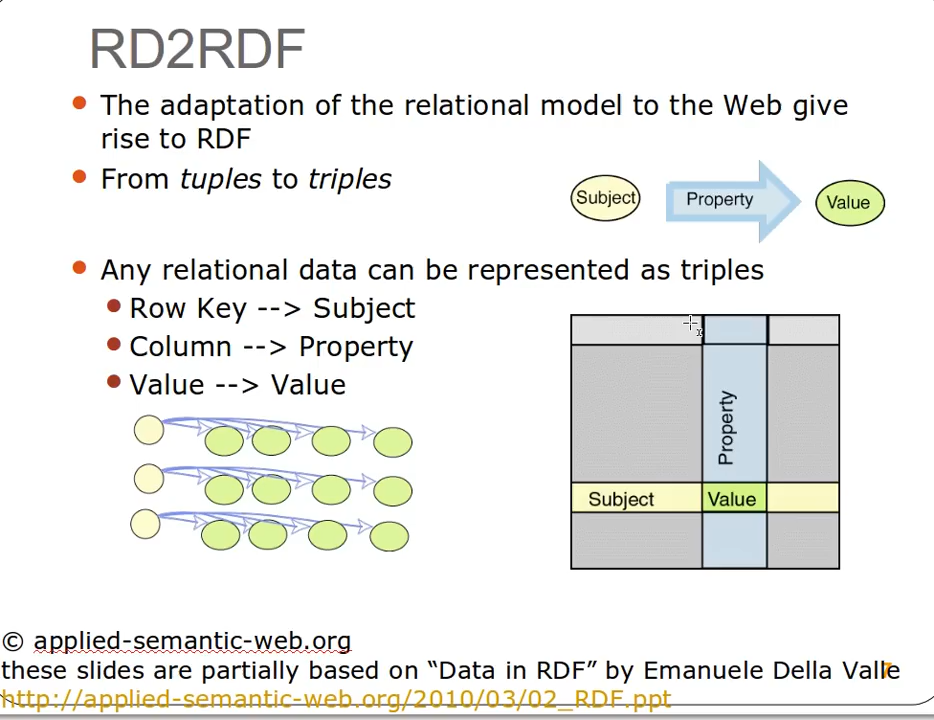 RD2RDF
The adaptation of the relational model to the Web give
rise to RDF
From tuples to triples
Subject
Property
Value
Any relational data can be represented as triples
Row Key --> Subject
Column --> Property
Value --> Value
Property
Subject
Value
© applied-semantic-web.org
these slides are partially based on “Data in RDF” by Emanuele Della Valle
7
http://applied-semantic-web.org/2010/03/02_RDF.ppt